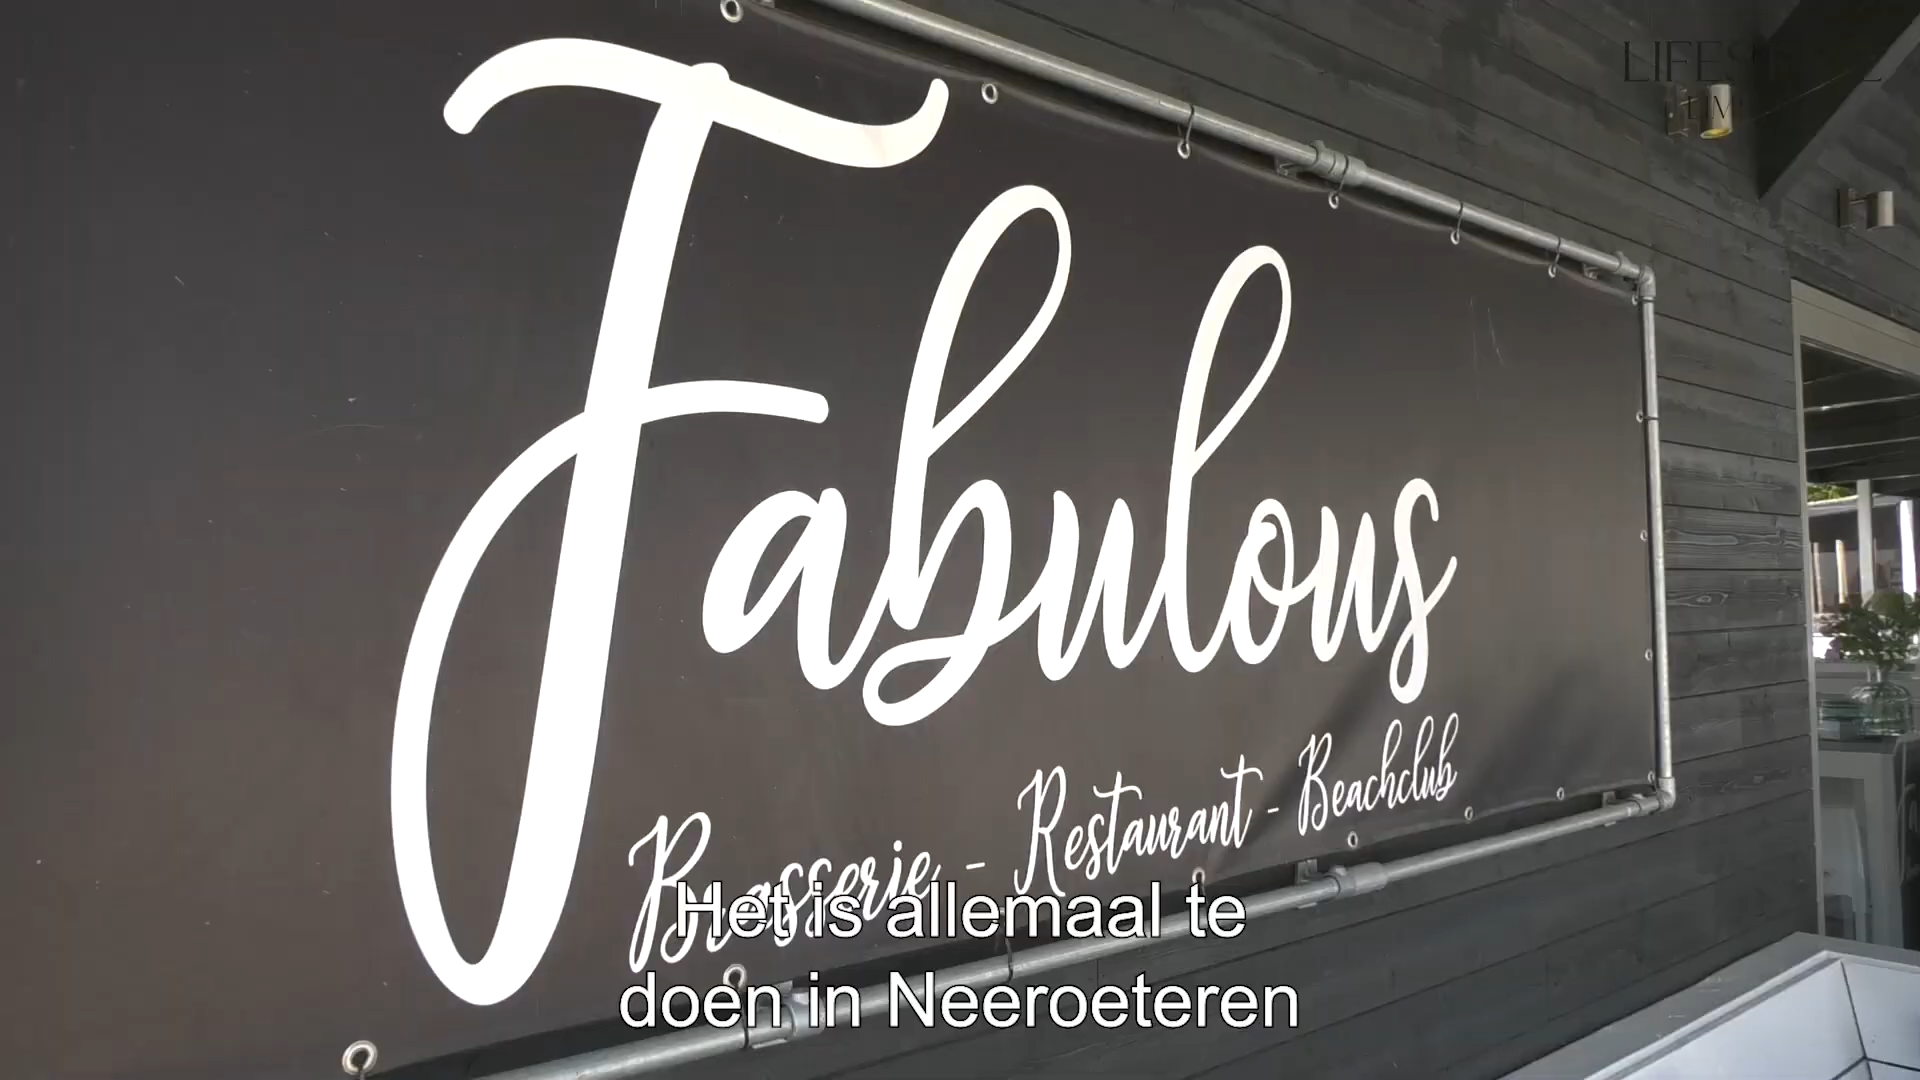 Fabulous
Brasserie - Restaurant - Beachclub
Het is allemaal te
doen in Neeroeteren